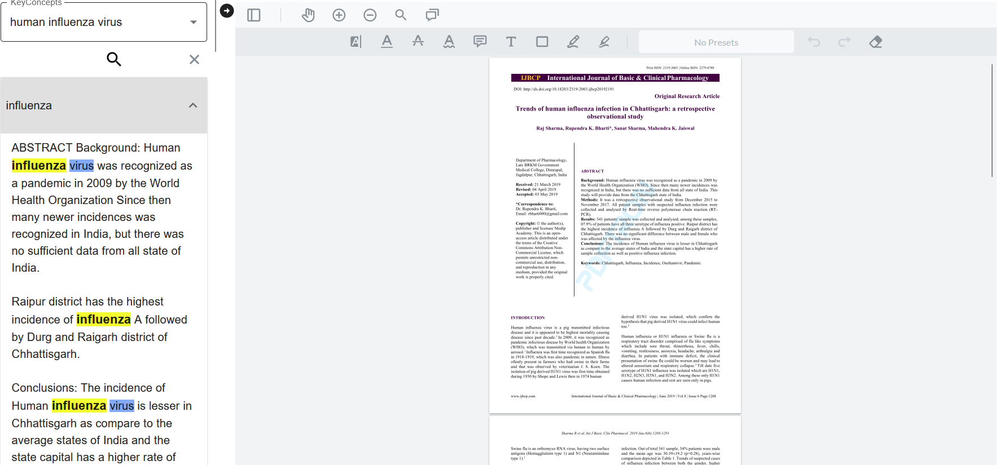 KeyConcepts
human influenza virus
influenza
ABSTRACT Background: Human
influenza virus was recognized as
a pandemic in 2009 by the World
Health Organization Since then
many newer incidences was
recognized in India, but there was
no sufficient data from all state of
India.
Raipur district has the highest
incidence of influenza A followed
by Durg and Raigarh district of
Chhattisgarh.
Conclusions: The incidence of
Human influenza virus is lesser in
Chhattisgarh as compare to the
average states of India and the
state capital has a higher rate of
No Presets
Print ISSN: 2319-2003 | Online ISSN: 2279-0780
IJBCP International Journal of Basic & Clinical Pharmacology
DOI: http://dx.doi.org/10.18203/2319-2003.ijbcp20192191
Original Research Article
Trends of human influenza infection in Chhattisgarh: a retrospective
observational study
Raj Sharma, Rupendra K. Bharti*, Sanat Sharma, Mahendra K. Jaiswal
Department of Pharmacology,
Late BRKM Government
Medical College, Dimrapal,
Jagdalpur, Chhattisgarh, India
Received: 21 March 2019
Revised: 04 April 2019
Accepted: 03 May 2019
*Correspondence to:
Dr. Rupendra K. Bharti,
Email: rbharti000@gmail.com
Copyright: © the author(s),
publisher and licensee Medip
Academy. This is an open-
access article distributed under
the terms of the Creative
Commons Attribution Non-
Commercial License, which
permits unrestricted non-
commercial use, distribution,
and reproduction in any
medium, provided the original
work is properly cited.
ABSTRACT
Background: Human influenza virus was recognized as a pandemic in 2009 by
the World Health Organization (WHO). Since then many newer incidences was
recognized in India, but there was no sufficient data from all state of India. This
study will provide data from the Chhattisgarh state of India.
Methods: It was a retrospective observational study from December 2015 to
November 2017. All patient samples with suspected influenza infection were
collected and analysed by Real-time reverse polymerase chain reaction (RT-
PCR).
Results: 341 patients' sample was collected and analysed; among these samples,
07.9% of patients have all three serotype of influenza positive. Raipur district has
the highest incidence of influenza A followed by Durg and Raigarh district of
Chhattisgarh. There was no significant difference between male and female who
was affected by the influenza virus.
Conclusions: The incidence of Human influenza virus is lesser in Chhattisgarh
as compare to the average states of India and the state capital has a higher rate of
sample collection as well as positive influenza infection.
Keywords: Chhattisgarh, Influenza, Incidence, Oseltamivir, Pandemic
INTRODUCTION
Human influenza virus is a pig transmitted infectious
disease and it is appeared to be highest mortality causing
disease since past decade.¹ In 2009, it was recognized as
pandemic infectious disease by World health Organization
(WHO), which was transmitted via human to human by
aerosol.¹ Influenza was first time recognized as Spanish flu
in 1918-1919, which was also pandemic in nature. Illness
oftenly present in farmers who had swine in their farms
and that was observed by veterinarian J. S. Koen. The
isolation of pig derived H1N1 virus was first time obtained
during 1930 by Shope and Lewis then in 1974 human
derived H1N1 virus was isolated, which confirm the
hypothesis that pig derived H1N1 virus could infect human
too.²
Human influenza or H1N1 influenza or Swine flu is a
respiratory tract disorder comprised of flu like symptoms
which include sore throat, rhinorrhoea, fever, chills,
vomiting, restlessness, anorexia, headache, arthralgia and
diarrhea. In patients with immune deficit, the clinical
presentation of swine flu could be worsen and may lead to
altered sensorium and respiratory collapse.³ Till date five
serotype of H1N1 influenza was isolated which are H1N1,
H1N2, H2N3, H3N1, and H3N2. Among these only H1N1
causes human infection and rest are seen only in pigs.
www.ijbcp.com International Journal of Basic & Clinical Pharmacology | June 2019 | Vol 8 | Issue 6 Page 1288
Sharma R et al. Int J Basic Clin Pharmacol. 2019 Jun;8(6):1288-1291
Swine flu is an orthomyxo RNA virus, having two surface
antigens (Hemagglutinin type 1) and N1 (Neuraminidase
type 1).¹
infection. Out of total 341 sample, 54% patients were male
and the mean age was 30.39±19.2 (p=0.28), years-wise
comparison depicted in Table 1. Trends of suspected cases
of influenza infection between both the gender, higher